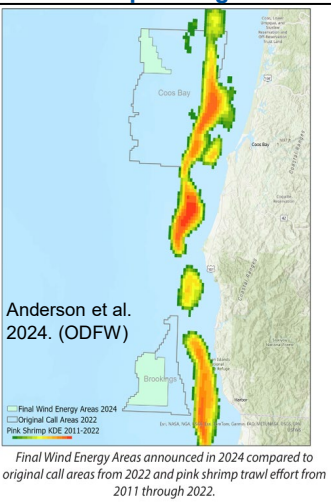 Coos Bay
Coos Bay
Anderson et al.
2024. (ODFW)
Brookings
Final Wind Energy Areas 2024
Original Call Areas 2022
Pink Shrimp KDE 2011-2022
Final Wind Energy Areas announced in 2024 compared to
original call areas from 2022 and pink shrimp trawl effort from
2011 through 2022.